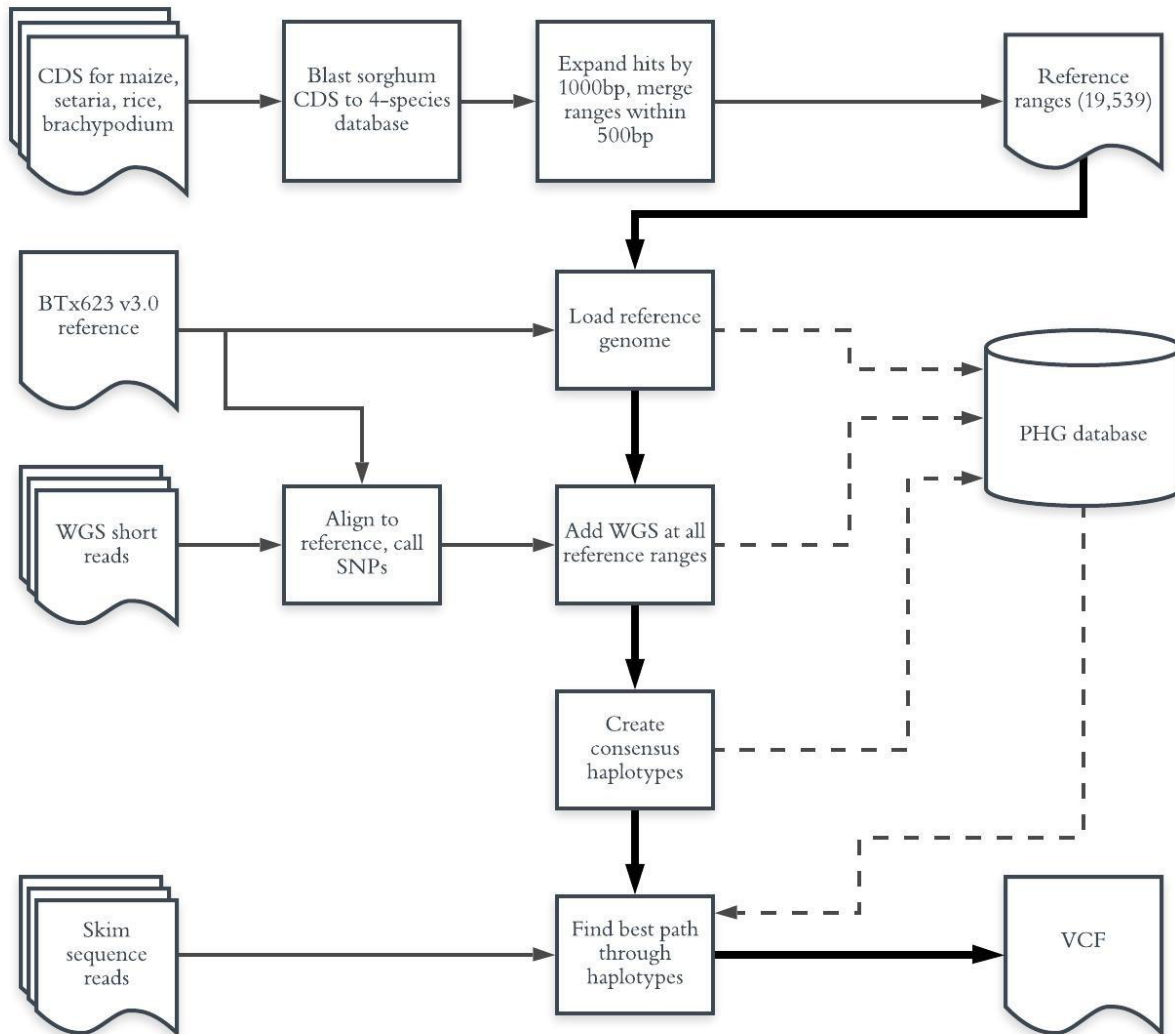 CDS for maize,
setaria, rice,
brachypodium
Blast sorghum
CDS to 4-species
database
Expand hits by
1000bp, merge
ranges within
500bp
Reference
ranges (19,539)
BTx623 v3.0
reference
Load reference
genome
PHG database
WGS short
reads
Align to
reference, call
SNPs
Add WGS at all
reference ranges
Create
consensus
haplotypes
Skim
sequence
reads
Find best path
through
haplotypes
VCF